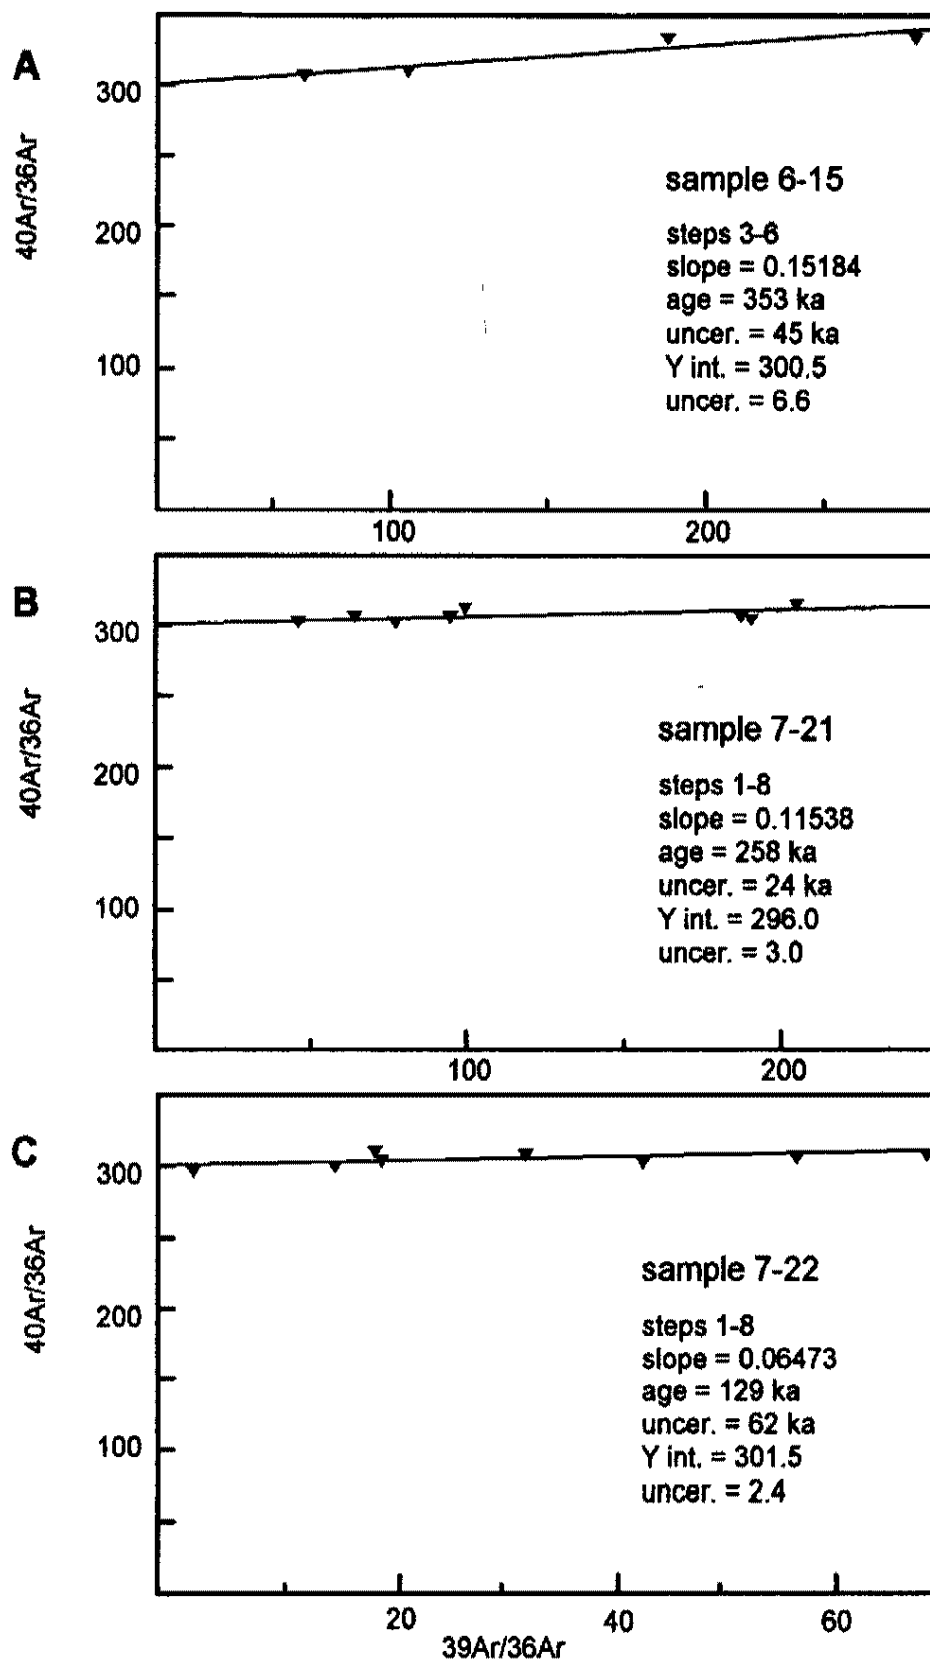 A
40Ar/36Ar
300
200
100
sample 6-15
steps 3-6
slope = 0.15184
age = 353 ka
uncer. = 45 ka
Y int. = 300.5
uncer. = 6.6
100
200
B
40Ar/36Ar
300
200
100
sample 7-21
steps 1-8
slope = 0.11538
age = 258 ka
uncer. = 24 ka
Y int. = 296.0
uncer. = 3.0
100
200
C
40Ar/36Ar
300
200
100
sample 7-22
steps 1-8
slope = 0.06473
age = 129 ka
uncer. = 62 ka
Y int. = 301.5
uncer. = 2.4
20
40
60
39Ar/36Ar